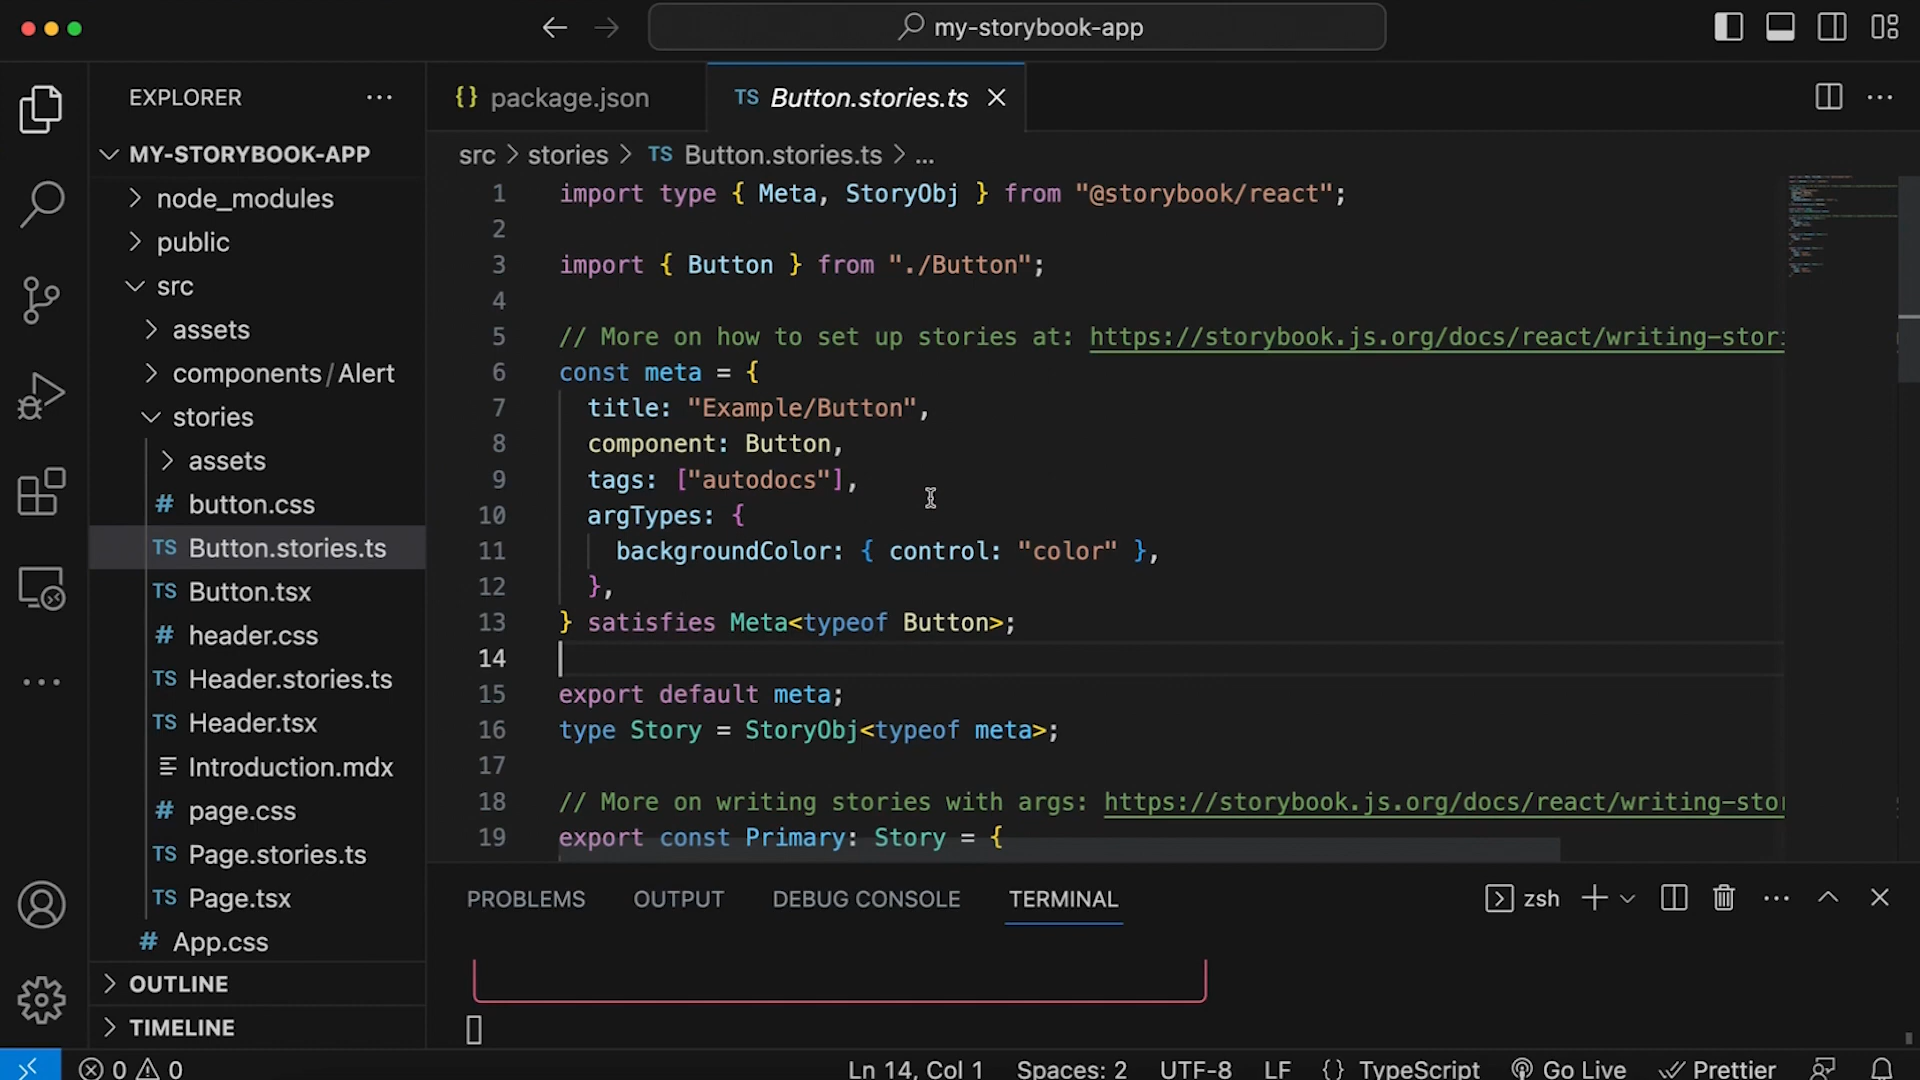 my-storybook-app
EXPLORER
{} package.json
TS Button.stories.ts
MY-STORYBOOK-APP
src > stories > TS Button.stories.ts > ...
node_modules
public
src
assets
components / Alert
stories
assets
# button.css
TS Button.stories.ts
TS Button.tsx
# header.css
TS Header.stories.ts
TS Header.tsx
Introduction.mdx
# page.css
TS Page.stories.ts
TS Page.tsx
# App.css
OUTLINE
TIMELINE
1 import type { Meta, StoryObj } from "@storybook/react";
2
3 import { Button } from "./Button";
4
5 // More on how to set up stories at: https://storybook.js.org/docs/react/writing-stori
6 const meta = {
7 title: "Example/Button",
8 component: Button,
9 tags: ["autodocs"],
10 argTypes: {
11 backgroundColor: { control: "color" },
12 },
13 } satisfies Meta<typeof Button>;
14
15 export default meta;
16 type Story = StoryObj<typeof meta>;
17
18 // More on writing stories with args: https://storybook.js.org/docs/react/writing-stor
19 export const Primary: Story = {
PROBLEMS OUTPUT DEBUG CONSOLE TERMINAL zsh
0 0 Ln 14, Col 1 Spaces: 2 UTF-8 LF {} TypeScript Go Live Prettier